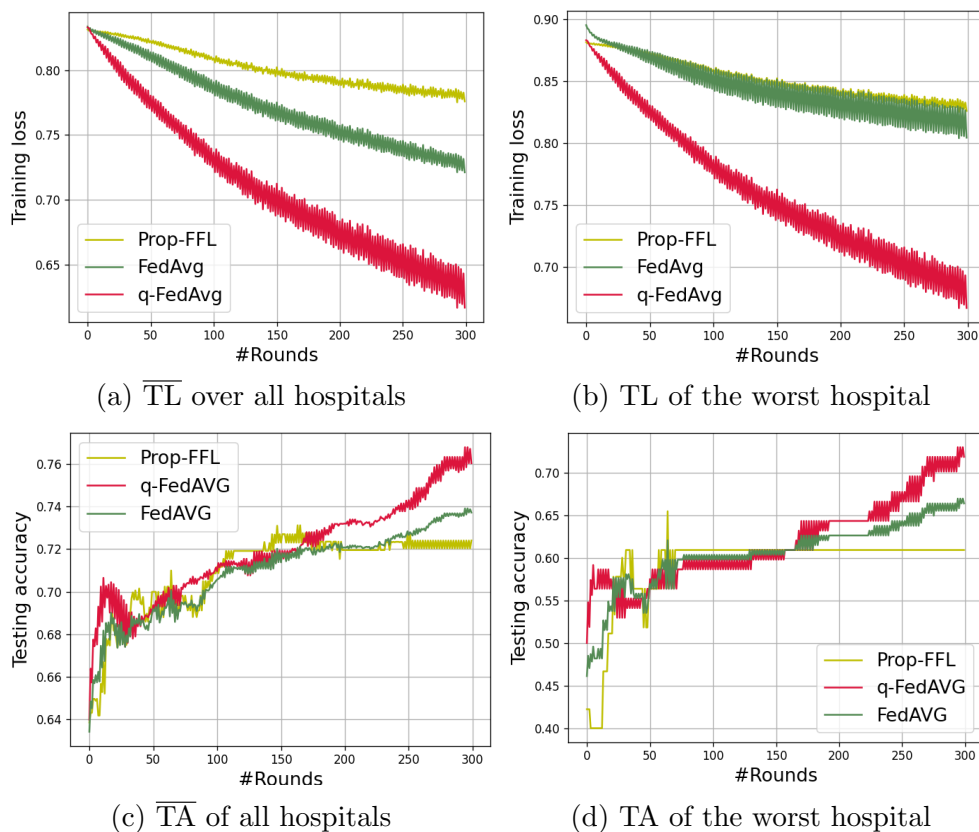 0.80
0.75
0.70
0.65
Training loss
Prop-FFL
FedAvg
q-FedAvg
0 50 100 150 200 250 300
#Rounds
(a) T̅L̅ over all hospitals
0.90
0.85
0.80
0.75
0.70
Training loss
Prop-FFL
FedAvg
q-FedAvg
0 50 100 150 200 250 300
#Rounds
(b) TL of the worst hospital
0.76
0.74
0.72
0.70
0.68
0.66
0.64
Testing accuracy
Prop-FFL
q-FedAVG
FedAVG
0 50 100 150 200 250 300
#Rounds
(c) T̅A̅ of all hospitals
0.70
0.65
0.60
0.55
0.50
0.45
0.40
Testing accuracy
Prop-FFL
q-FedAVG
FedAVG
0 50 100 150 200 250 300
#Rounds
(d) TA of the worst hospital